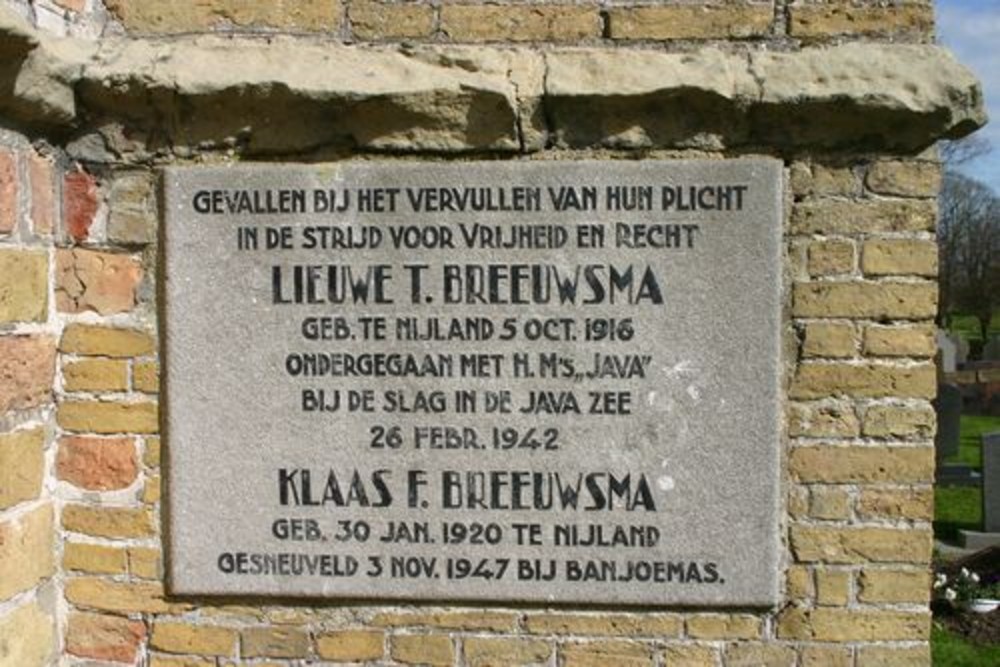 GEVALLEN BIJ HET VERVULLEN VAN HUN PLICHT
IN DE STRIJD VOOR VRIJHEID EN RECHT
LIEUWE T. BREEUWSMA
GEB. TE NIJLAND 5 OCT. 1916
ONDERGEGAAN MET H. M's „JAVA”
BIJ DE SLAG IN DE JAVA ZEE
26 FEBR. 1942
KLAAS F. BREEUWSMA
GEB. 30 JAN. 1920 TE NIJLAND
GESNEUVELD 3 NOV. 1947 BIJ BANJOEMAS.